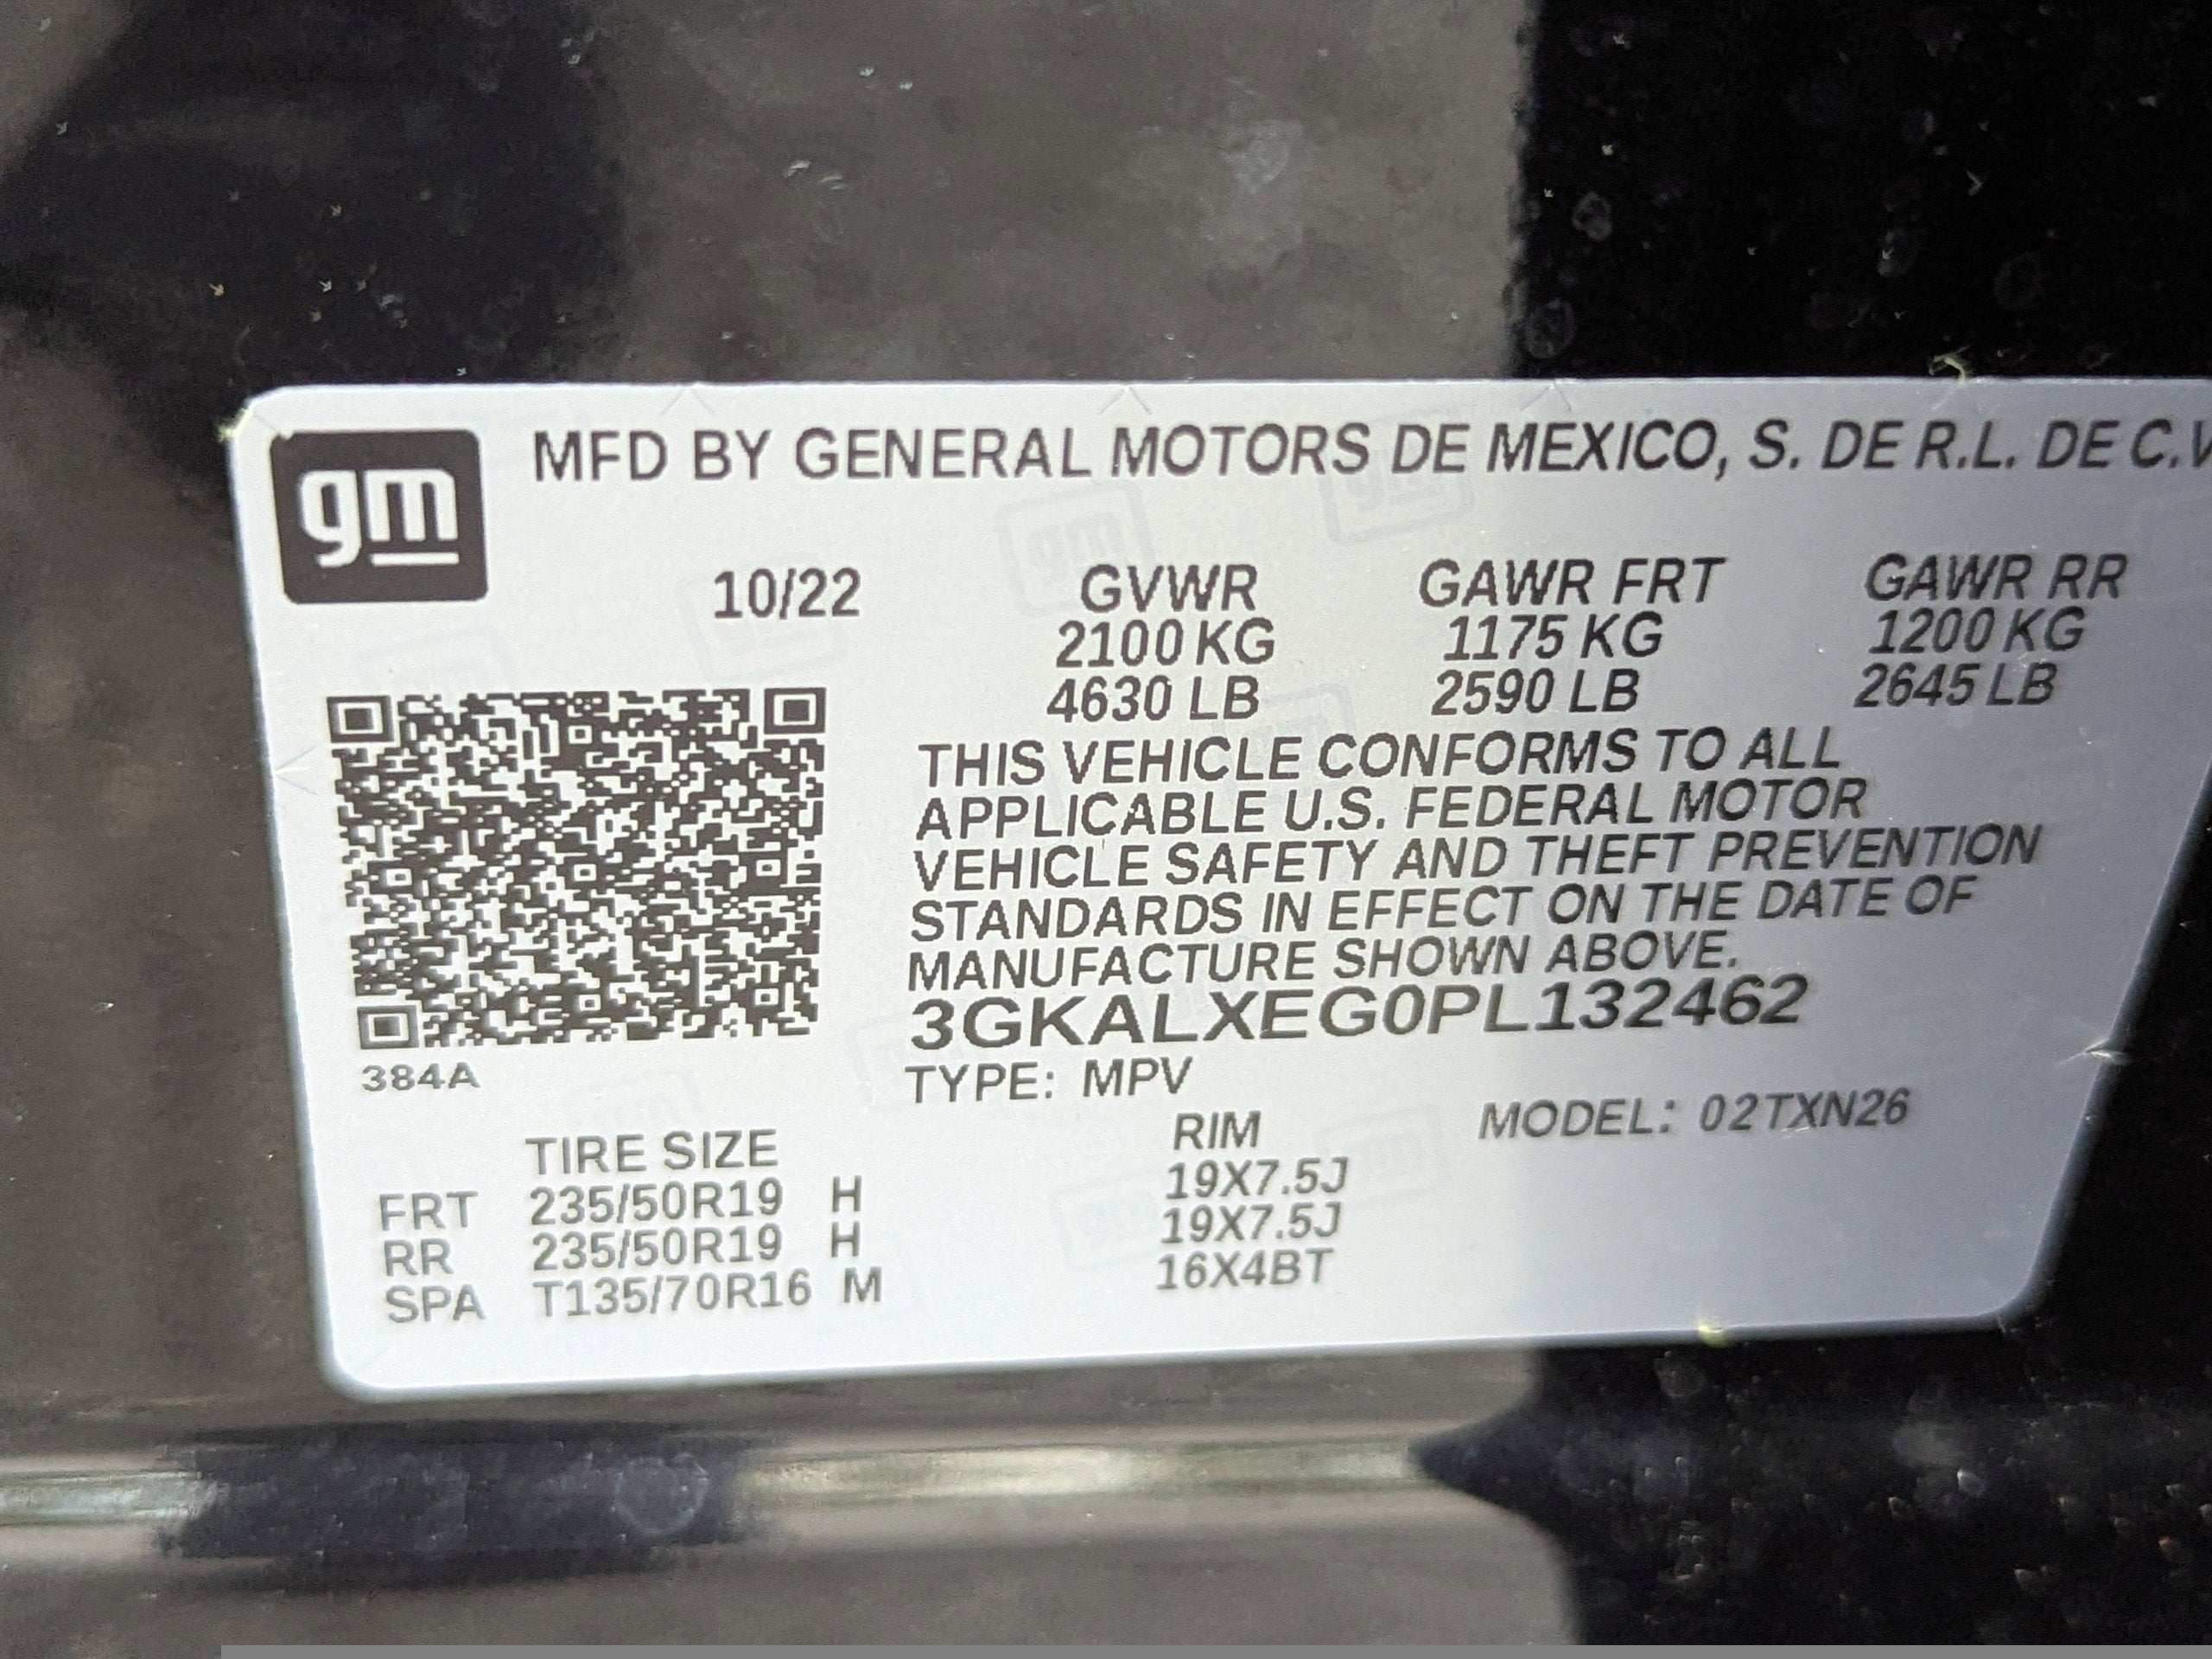 gm
MFD BY GENERAL MOTORS DE MEXICO, S. DE R.L. DE C.V
10/22 GVWR GAWR FRT GAWR RR
2100 KG 1175 KG 1200 KG
4630 LB 2590 LB 2645 LB
THIS VEHICLE CONFORMS TO ALL
APPLICABLE U.S. FEDERAL MOTOR
VEHICLE SAFETY AND THEFT PREVENTION
STANDARDS IN EFFECT ON THE DATE OF
MANUFACTURE SHOWN ABOVE.
3GKALXEG0PL132462
384A
TYPE: MPV MODEL: 02TXN26
TIRE SIZE RIM
FRT 235/50R19 H 19X7.5J
RR 235/50R19 H 19X7.5J
SPA T135/70R16 M 16X4BT